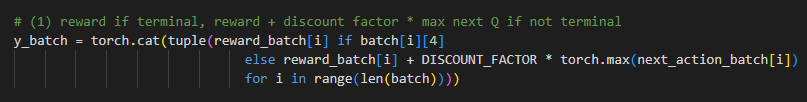 # (1) reward if terminal, reward + discount factor * max next Q if not terminal
y_batch = torch.cat(tuple(reward_batch[i] if batch[i][4]
else reward_batch[i] + DISCOUNT_FACTOR * torch.max(next_action_batch[i])
for i in range(len(batch))))